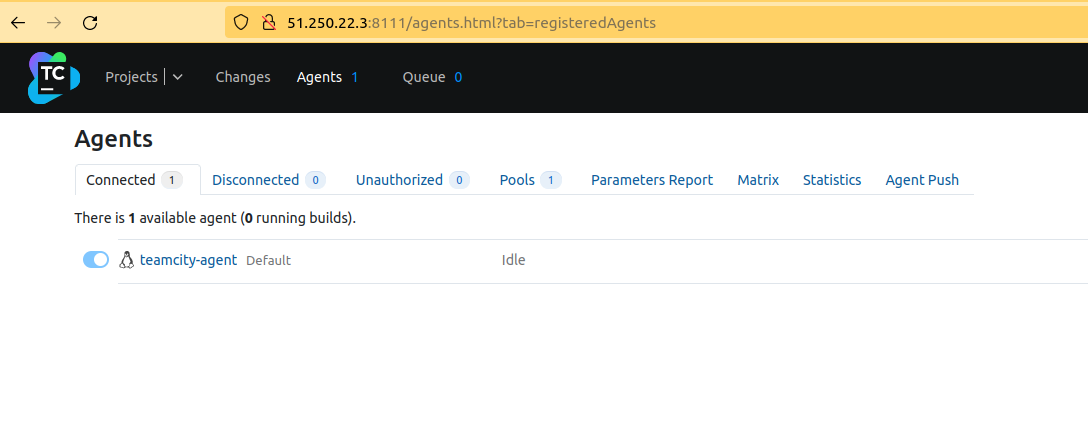 51.250.22.3:8111/agents.html?tab=registeredAgents
TC Projects Changes Agents 1 Queue 0
Agents
Connected 1 Disconnected 0 Unauthorized 0 Pools 1 Parameters Report Matrix Statistics Agent Push
There is 1 available agent (0 running builds).
teamcity-agent Default Idle